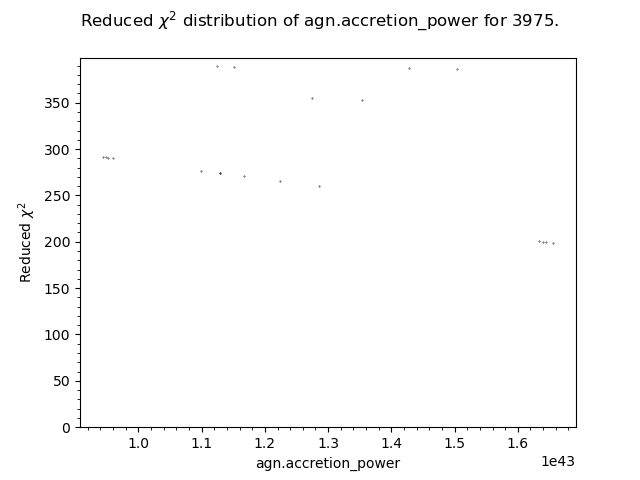 Reduced χ² distribution of agn.accretion_power for 3975.
350
300
250
200
150
100
50
0
Reduced χ²
1.0 1.1 1.2 1.3 1.4 1.5 1.6
1e43
agn.accretion_power